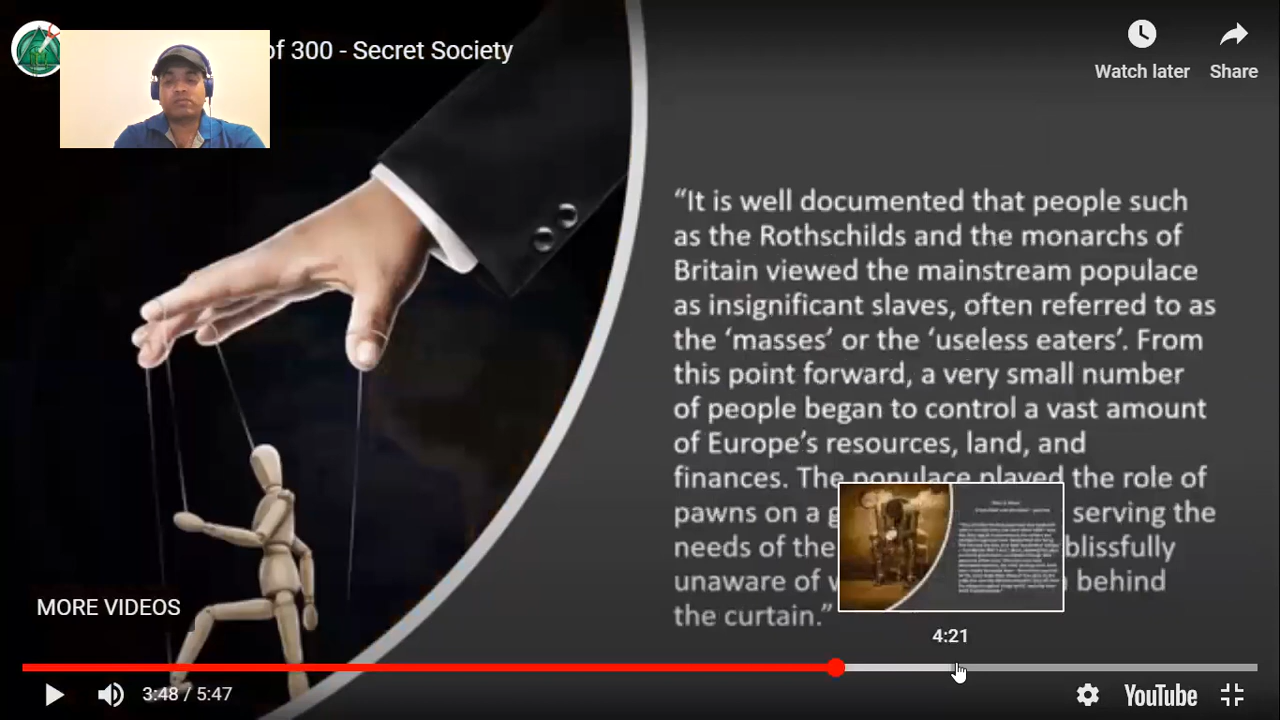 of 300 - Secret Society
Watch later
Share
“It is well documented that people such
as the Rothschilds and the monarchs of
Britain viewed the mainstream populace
as insignificant slaves, often referred to as
the ‘masses’ or the ‘useless eaters’. From
this point forward, a very small number
of people began to control a vast amount
of Europe’s resources, land, and
finances. The populace played the role of
pawns on a serving the
needs of the blissfully
unaware of behind
the curtain.”
MORE VIDEOS
4:21
3:48 / 5:47
YouTube